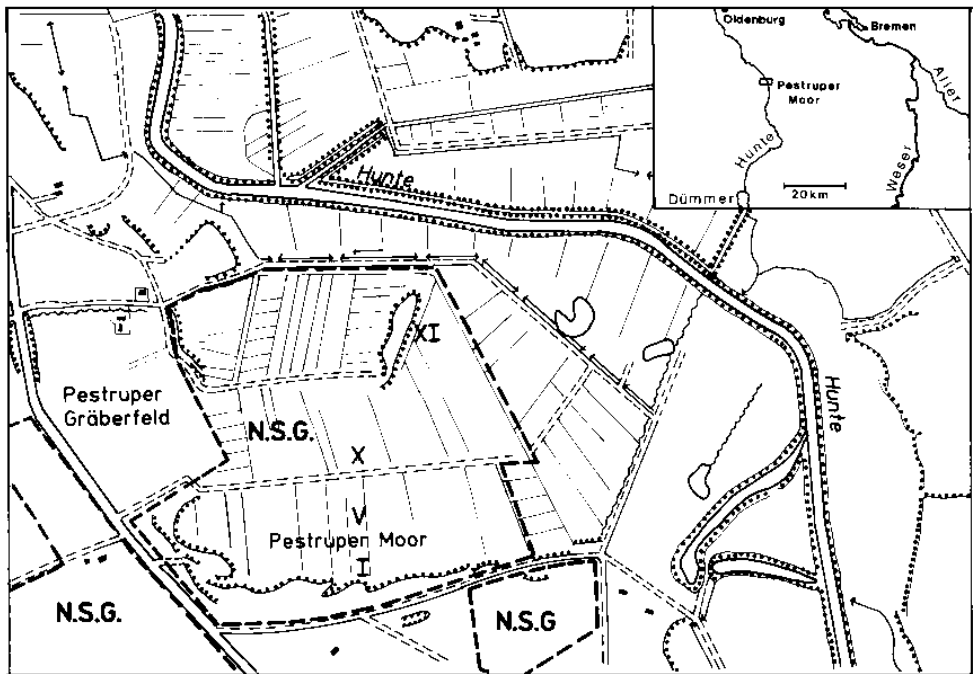 Oldenburg
Bremen
Aller
Pestruper
Moor
Hunte
Weser
Dümmer
20km
Hunte
XI
Pestruper
Gräberfeld
N.S.G.
Hunte
X
V
Pestruper Moor
I
N.S.G.
N.S.G